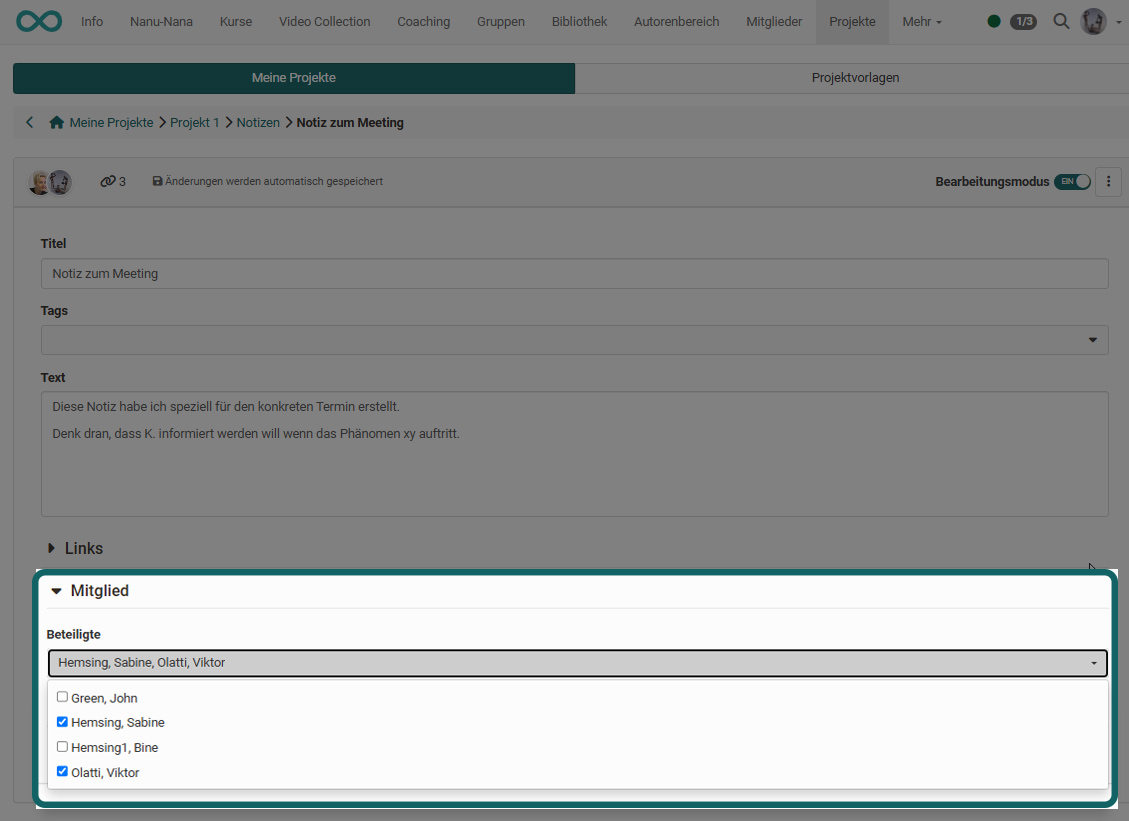 Info Nanu-Nana Kurse Video Collection Coaching Gruppen Bibliothek Autorenbereich Mitglieder Projekte Mehr 1/3
Meine Projekte Projektvorlagen
Meine Projekte Projekt 1 Notizen Notiz zum Meeting
3 Änderungen werden automatisch gespeichert Bearbeitungsmodus EIN
Titel
Notiz zum Meeting
Tags
Text
Diese Notiz habe ich speziell für den konkreten Termin erstellt.
Denk dran, dass K. informiert werden will wenn das Phänomen xy auftritt.
Links
Mitglied
Beteiligte
Hemsing, Sabine, Olatti, Viktor
Green, John
Hemsing, Sabine
Hemsing1, Bine
Olatti, Viktor